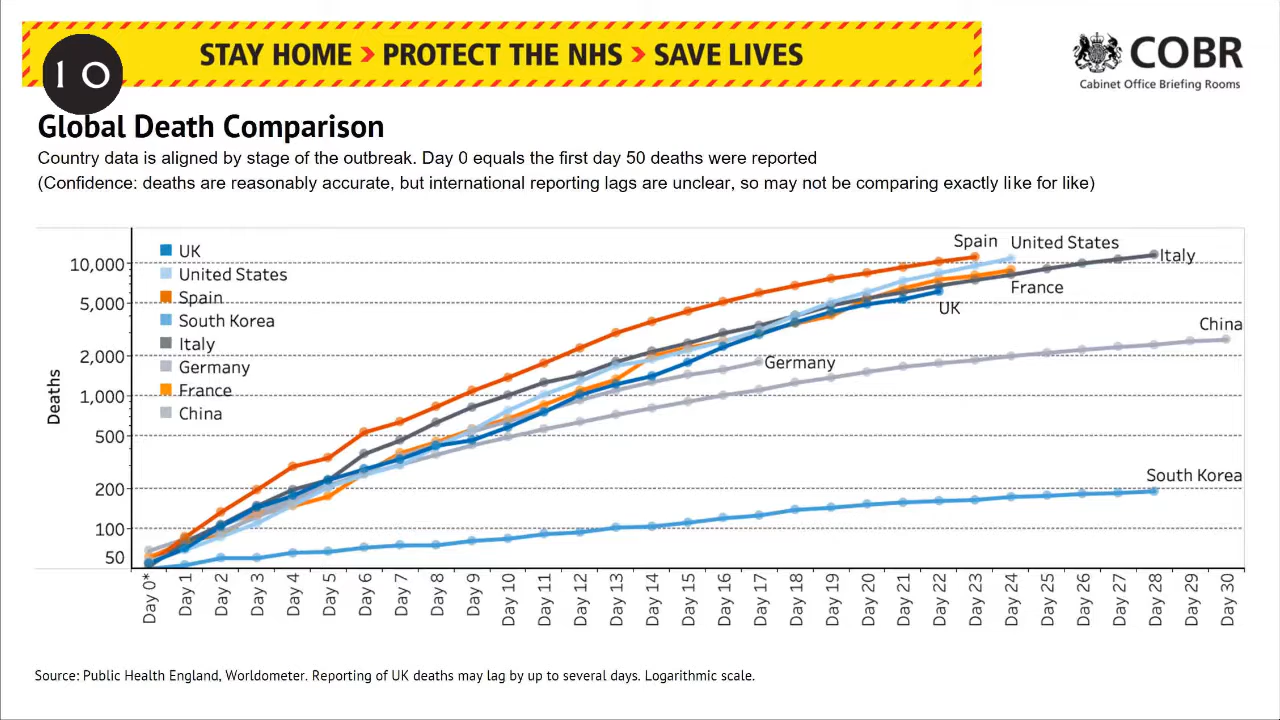 STAY HOME > PROTECT THE NHS > SAVE LIVES
COBR
Cabinet Office Briefing Rooms
10
Global Death Comparison
Country data is aligned by stage of the outbreak. Day 0 equals the first day 50 deaths were reported
(Confidence: deaths are reasonably accurate, but international reporting lags are unclear, so may not be comparing exactly like for like)
UK
United States
Spain
South Korea
Italy
Germany
France
China
Deaths
10,000
5,000
2,000
1,000
500
200
100
50
Spain
United States
Italy
France
UK
China
Germany
South Korea
Day 0*
Day 1
Day 2
Day 3
Day 4
Day 5
Day 6
Day 7
Day 8
Day 9
Day 10
Day 11
Day 12
Day 13
Day 14
Day 15
Day 16
Day 17
Day 18
Day 19
Day 20
Day 21
Day 22
Day 23
Day 24
Day 25
Day 26
Day 27
Day 28
Day 29
Day 30
Source: Public Health England, Worldometer. Reporting of UK deaths may lag by up to several days. Logarithmic scale.